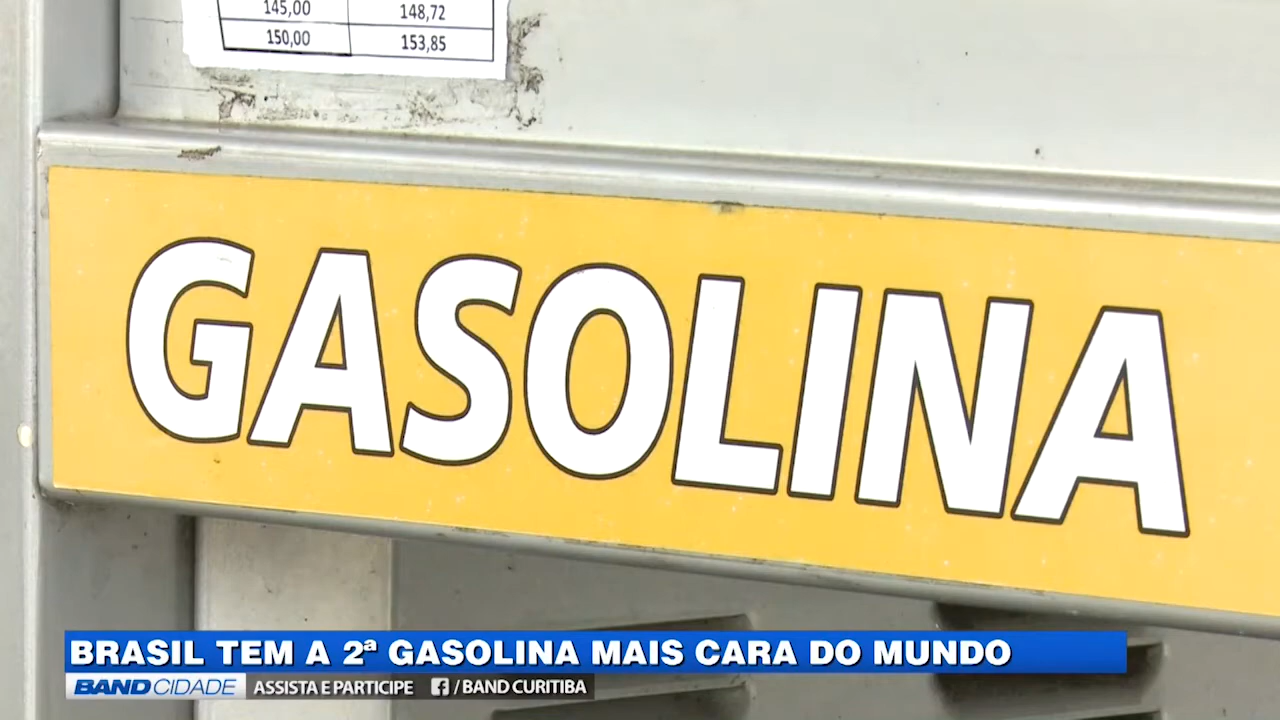 145,00 148,72
150,00 153,85
GASOLINA
BRASIL TEM A 2ª GASOLINA MAIS CARA DO MUNDO
BAND CIDADE ASSISTA E PARTICIPE f / BAND CURITIBA